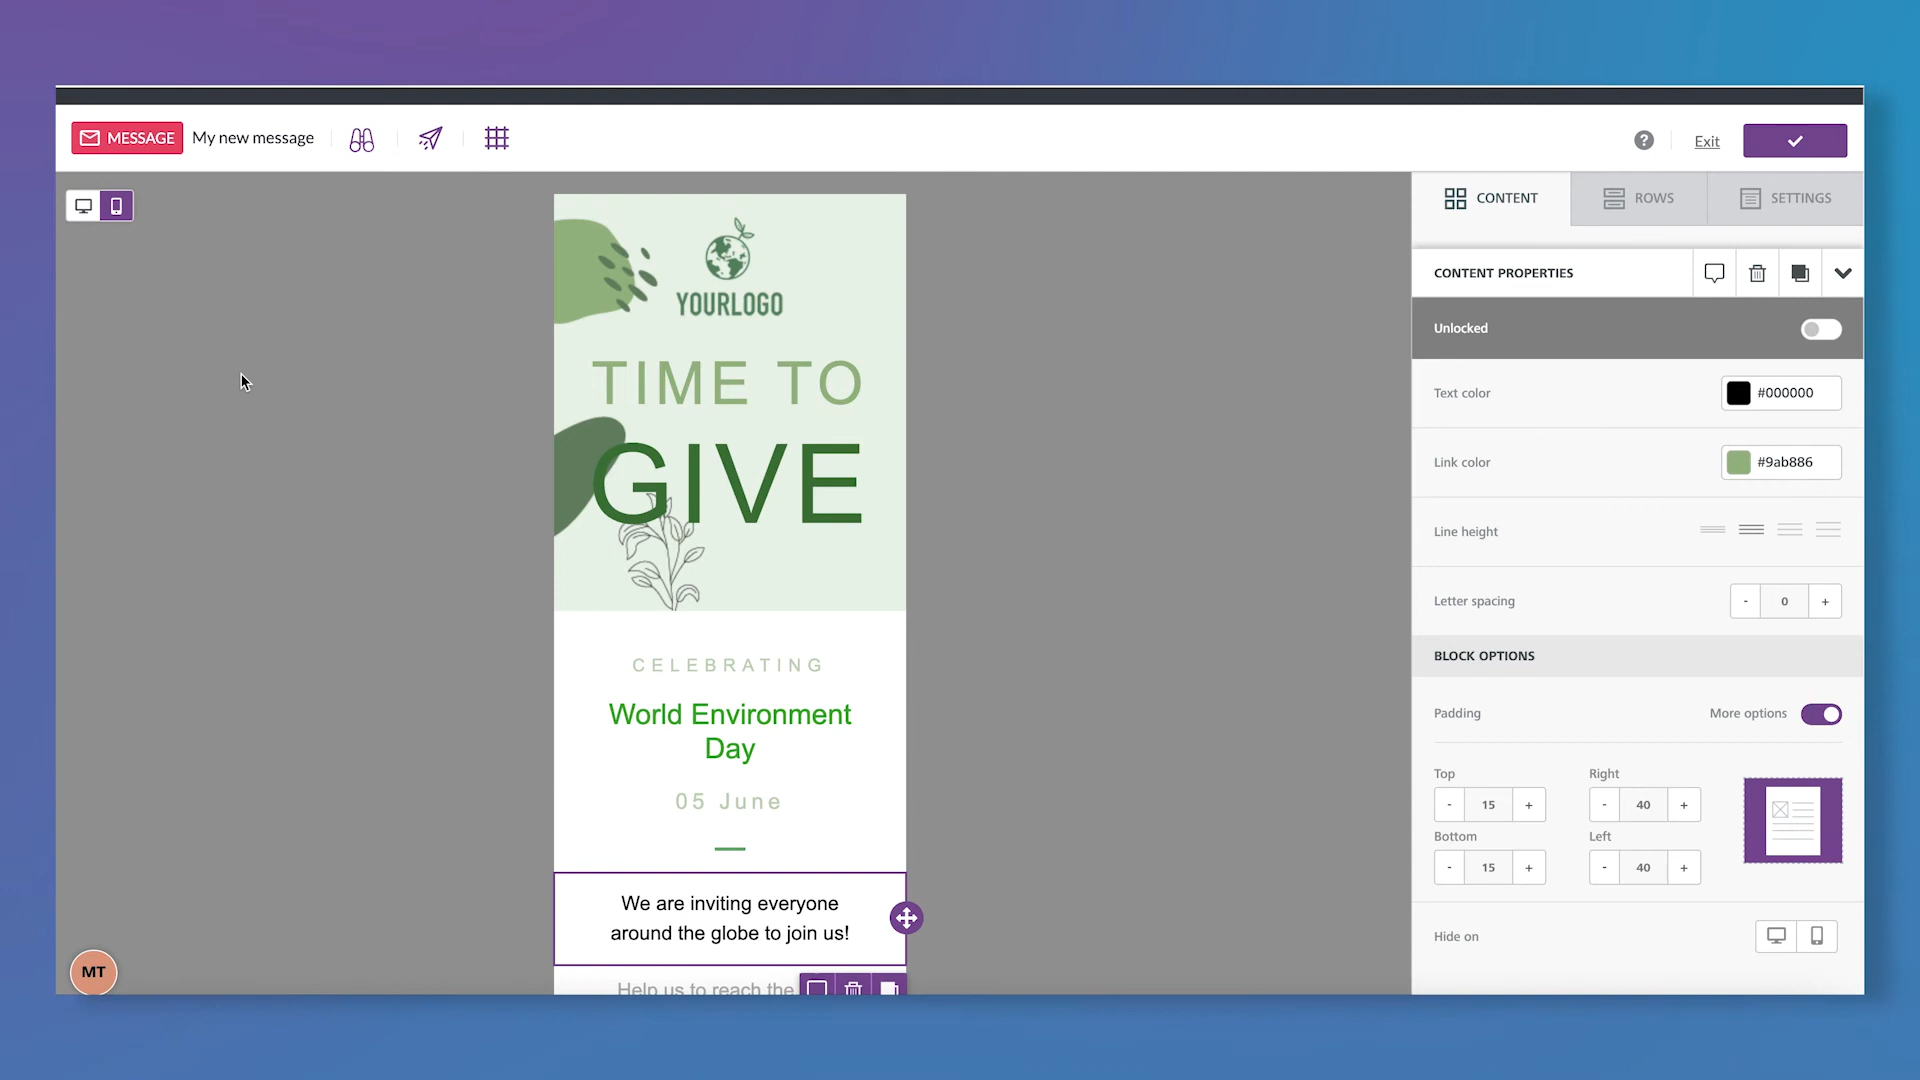 MESSAGE My new message
? Exit
CONTENT ROWS SETTINGS
YOURLOGO
TIME TO
GIVE
CELEBRATING
World Environment
Day
05 June
We are inviting everyone
around the globe to join us!
Help us to reach the
MT
CONTENT PROPERTIES
Unlocked
Text color #000000
Link color #9ab886
Line height
Letter spacing - 0 +
BLOCK OPTIONS
Padding More options
Top Right
- 15 + - 40 +
Bottom Left
- 15 + - 40 +
Hide on